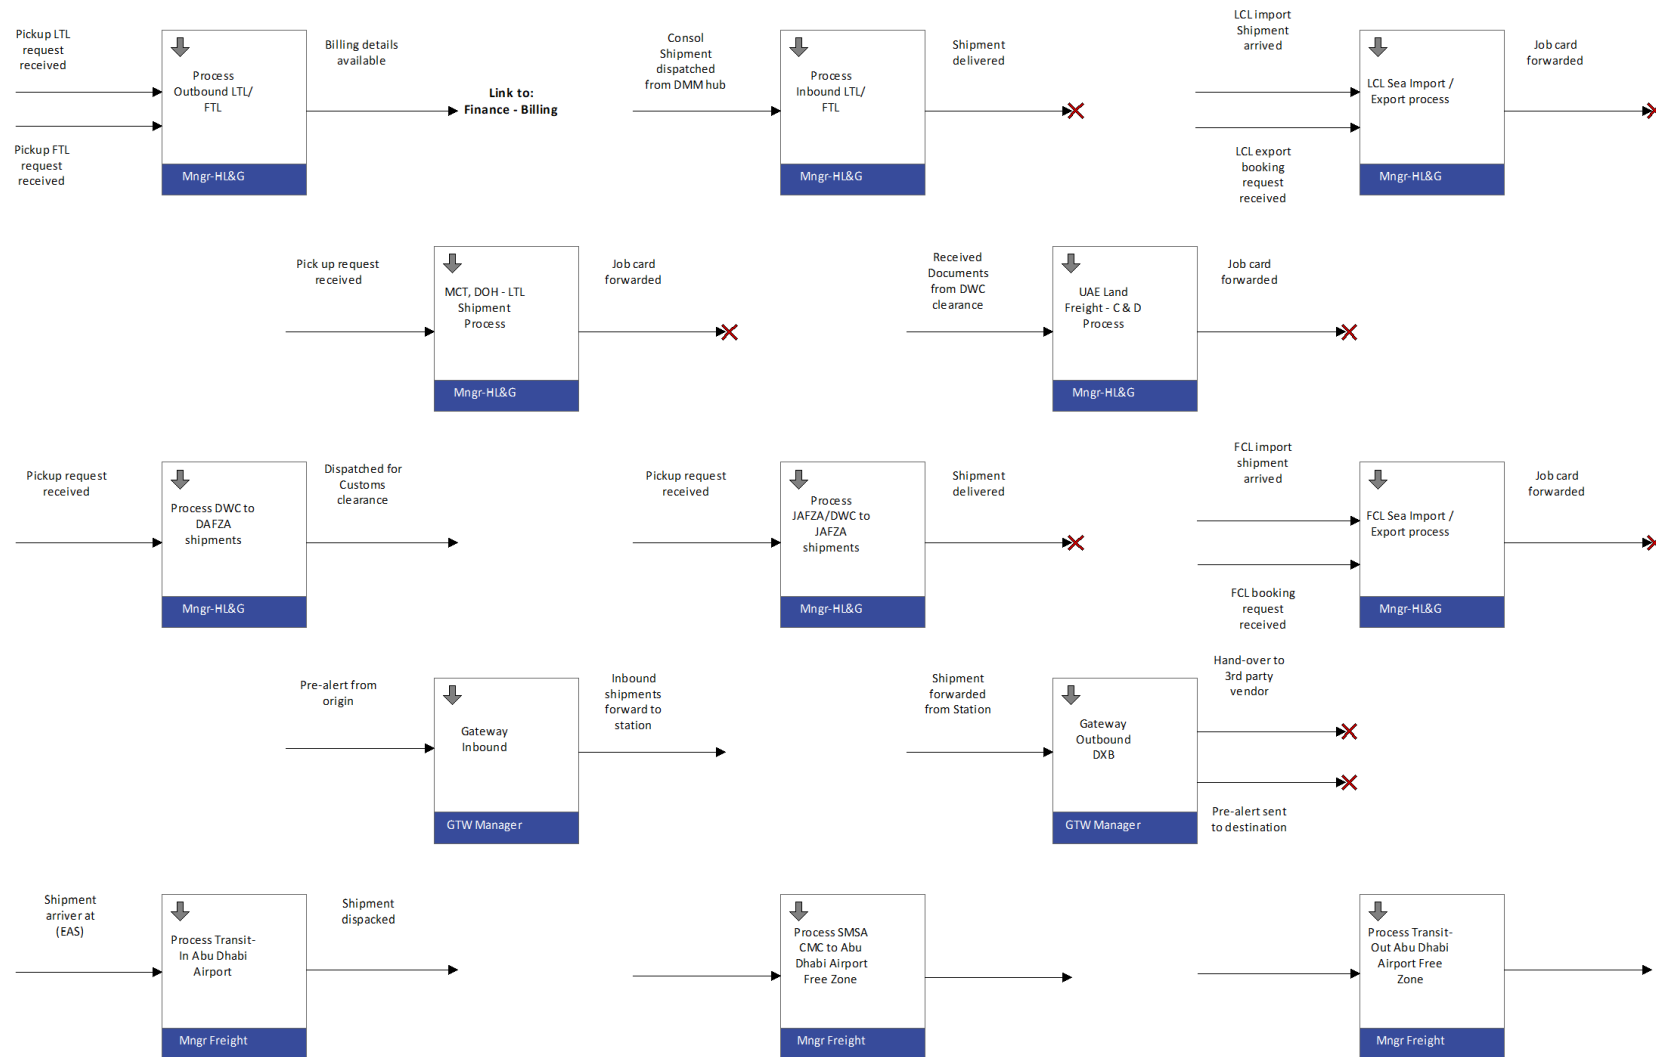 Pickup LTL
request
received
Pickup FTL
request
received
Process
Outbound LTL/
FTL
Mngr-HL&G
Billing details
available
Link to:
Finance - Billing
Consol
Shipment
dispatched
from DMM hub
Process
Inbound LTL/
FTL
Mngr-HL&G
Shipment
delivered
LCL import
Shipment
arrived
LCL export
booking
request
received
LCL Sea Import /
Export process
Mngr-HL&G
Job card
forwarded
Pick up request
received
MCT, DOH - LTL
Shipment
Process
Mngr-HL&G
Job card
forwarded
Received
Documents
from DWC
clearance
UAE Land
Freight - C & D
Process
Mngr-HL&G
Job card
forwarded
Pickup request
received
Process DWC to
DAFZA
shipments
Mngr-HL&G
Dispatched for
Customs
clearance
Pickup request
received
Process
JAFZA/DWC to
JAFZA
shipments
Mngr-HL&G
Shipment
delivered
FCL import
shipment
arrived
FCL booking
request
received
FCL Sea Import /
Export process
Mngr-HL&G
Job card
forwarded
Pre-alert from
origin
Gateway
Inbound
GTW Manager
Inbound
shipments
forward to
station
Shipment
forwarded
from Station
Gateway
Outbound
DXB
GTW Manager
Hand-over to
3rd party
vendor
Pre-alert sent
to destination
Shipment
arriver at
(EAS)
Process Transit-
In Abu Dhabi
Airport
Mngr Freight
Shipment
dispacked
Process SMSA
CMC to Abu
Dhabi Airport
Free Zone
Mngr Freight
Process Transit-
Out Abu Dhabi
Airport Free
Zone
Mngr Freight